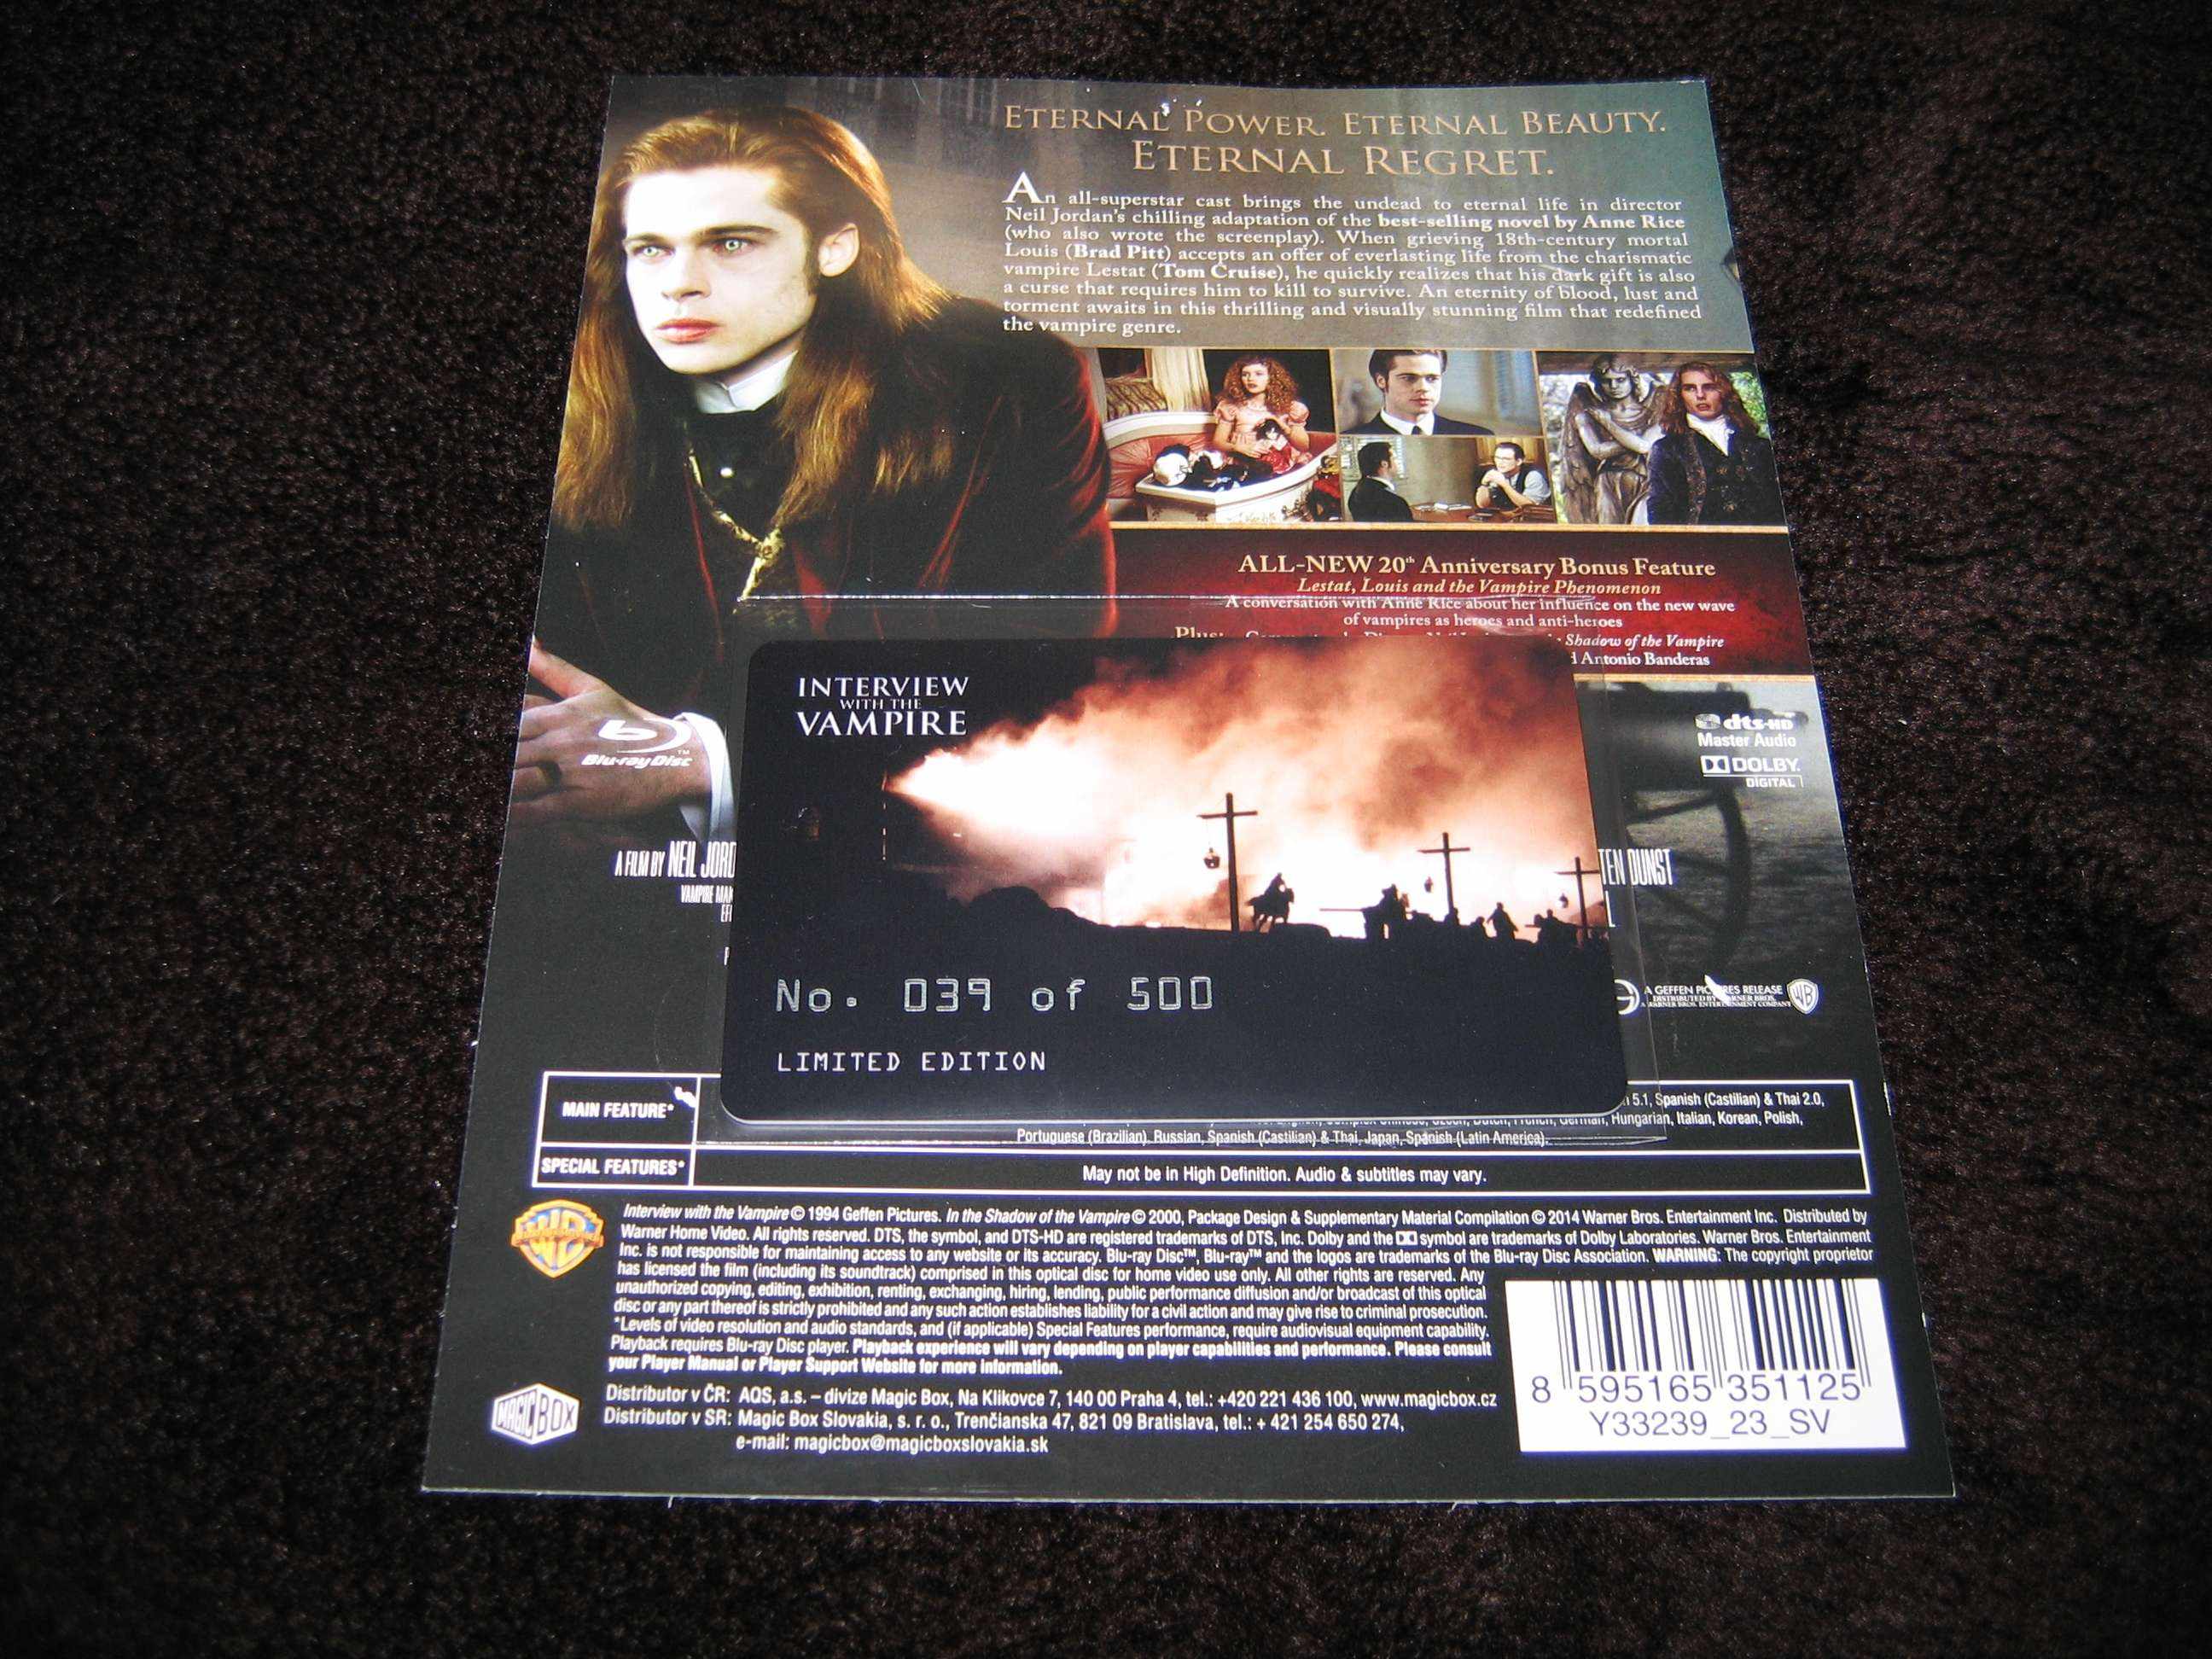 ETERNAL POWER. ETERNAL BEAUTY.
ETERNAL REGRET.
An all-superstar cast brings the undead to eternal life in director
Neil Jordan's chilling adaptation of the best-selling novel by Anne Rice
(who also wrote the screenplay). When grieving 18th-century mortal
Louis (Brad Pitt) accepts an offer of everlasting life from the charismatic
vampire Lestat (Tom Cruise), he quickly realizes that his dark gift is also
a curse that requires him to kill to survive. An eternity of blood, lust and
torment awaits in this thrilling and visually stunning film that redefined
the vampire genre.
ALL-NEW 20th Anniversary Bonus Feature
Lestat, Louis and the Vampire Phenomenon
A conversation with Anne Rice about her influence on the new wave
of vampires as heroes and anti-heroes
Plus: Shadow of the Vampire
Antonio Banderas
INTERVIEW
WITH THE
VAMPIRE
Blu-ray Disc™
dts-HD
Master Audio
DOLBY
DIGITAL
A FILM BY NEIL JORD
TEN DUNST
VAMPIRE MAK
EFF
No. 039 of 500
LIMITED EDITION
A GEFFEN PICTURES RELEASE
DISTRIBUTED BY WARNER BROS.
A WARNER BROS. ENTERTAINMENT COMPANY
WB
MAIN FEATURE*
5.1, Spanish (Castilian) & Thai 2.0,
Hungarian, Italian, Korean, Polish,
Portuguese (Brazilian), Russian, Spanish (Castilian) & Thai, Japan, Spanish (Latin America).
SPECIAL FEATURES*
May not be in High Definition. Audio & subtitles may vary.
Interview with the Vampire © 1994 Geffen Pictures. In the Shadow of the Vampire © 2000, Package Design & Supplementary Material Compilation © 2014 Warner Bros. Entertainment Inc. Distributed by
Warner Home Video. All rights reserved. DTS, the symbol, and DTS-HD are registered trademarks of DTS, Inc. Dolby and the symbol are trademarks of Dolby Laboratories. Warner Bros. Entertainment
Inc. is not responsible for maintaining access to any website or its accuracy. Blu-ray Disc™, Blu-ray™ and the logos are trademarks of the Blu-ray Disc Association. WARNING: The copyright proprietor
has licensed the film (including its soundtrack) comprised in this optical disc for home video use only. All other rights are reserved. Any
unauthorized copying, editing, exhibition, renting, exchanging, hiring, lending, public performance diffusion and/or broadcast of this optical
disc or any part thereof is strictly prohibited and any such action establishes liability for a civil action and may give rise to criminal prosecution.
*Levels of video resolution and audio standards, and (if applicable) Special Features performance, require audiovisual equipment capability.
Playback requires Blu-ray Disc player. Playback experience will vary depending on player capabilities and performance. Please consult
your Player Manual or Player Support Website for more information.
MAGIC BOX
Distributor v ČR: AQS, a.s. – divize Magic Box, Na Klikovce 7, 140 00 Praha 4, tel.: +420 221 436 100, www.magicbox.cz
Distributor v SR: Magic Box Slovakia, s. r. o., Trenčianska 47, 821 09 Bratislava, tel.: + 421 254 650 274,
e-mail: magicbox@magicboxslovakia.sk
8 595165 351125
Y33239_23_SV